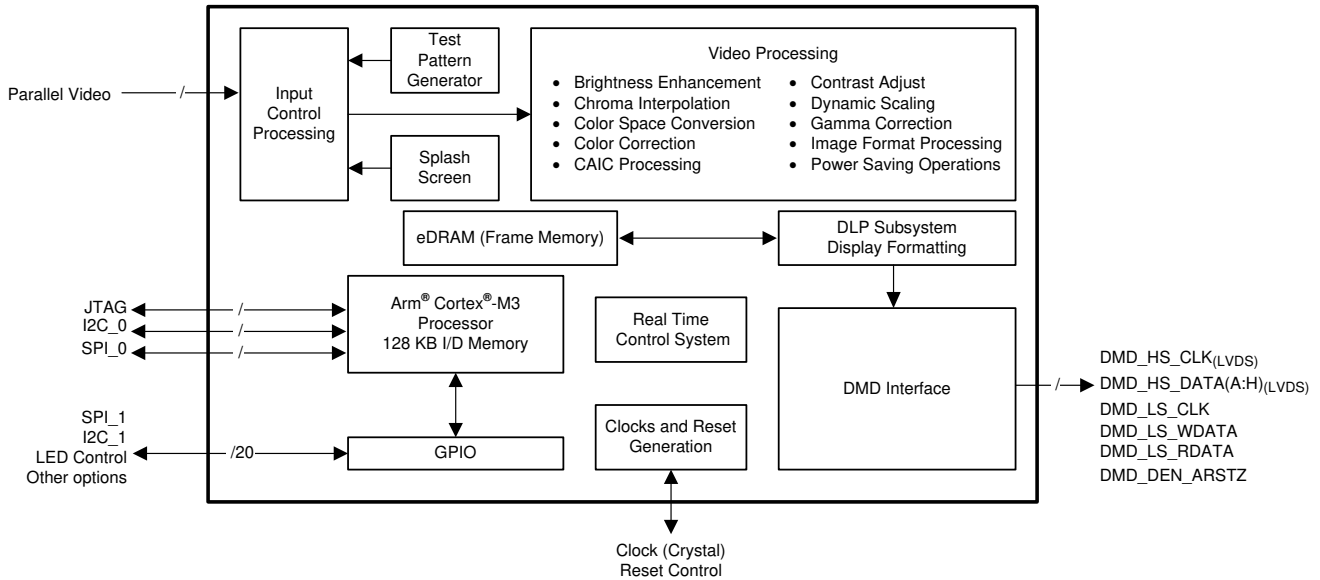 Parallel Video
/
Input
Control
Processing
Test
Pattern
Generator
Splash
Screen
Video Processing
• Brightness Enhancement
• Chroma Interpolation
• Color Space Conversion
• Color Correction
• CAIC Processing
• Contrast Adjust
• Dynamic Scaling
• Gamma Correction
• Image Format Processing
• Power Saving Operations
eDRAM (Frame Memory)
DLP Subsystem
Display Formatting
JTAG
I2C_0
SPI_0
/
/
/
Arm® Cortex®-M3
Processor
128 KB I/D Memory
Real Time
Control System
DMD Interface
/
DMD_HS_CLK(LVDS)
DMD_HS_DATA(A:H)(LVDS)
DMD_LS_CLK
DMD_LS_WDATA
DMD_LS_RDATA
DMD_DEN_ARSTZ
SPI_1
I2C_1
LED Control
Other options
/20
GPIO
Clocks and Reset
Generation
Clock (Crystal)
Reset Control